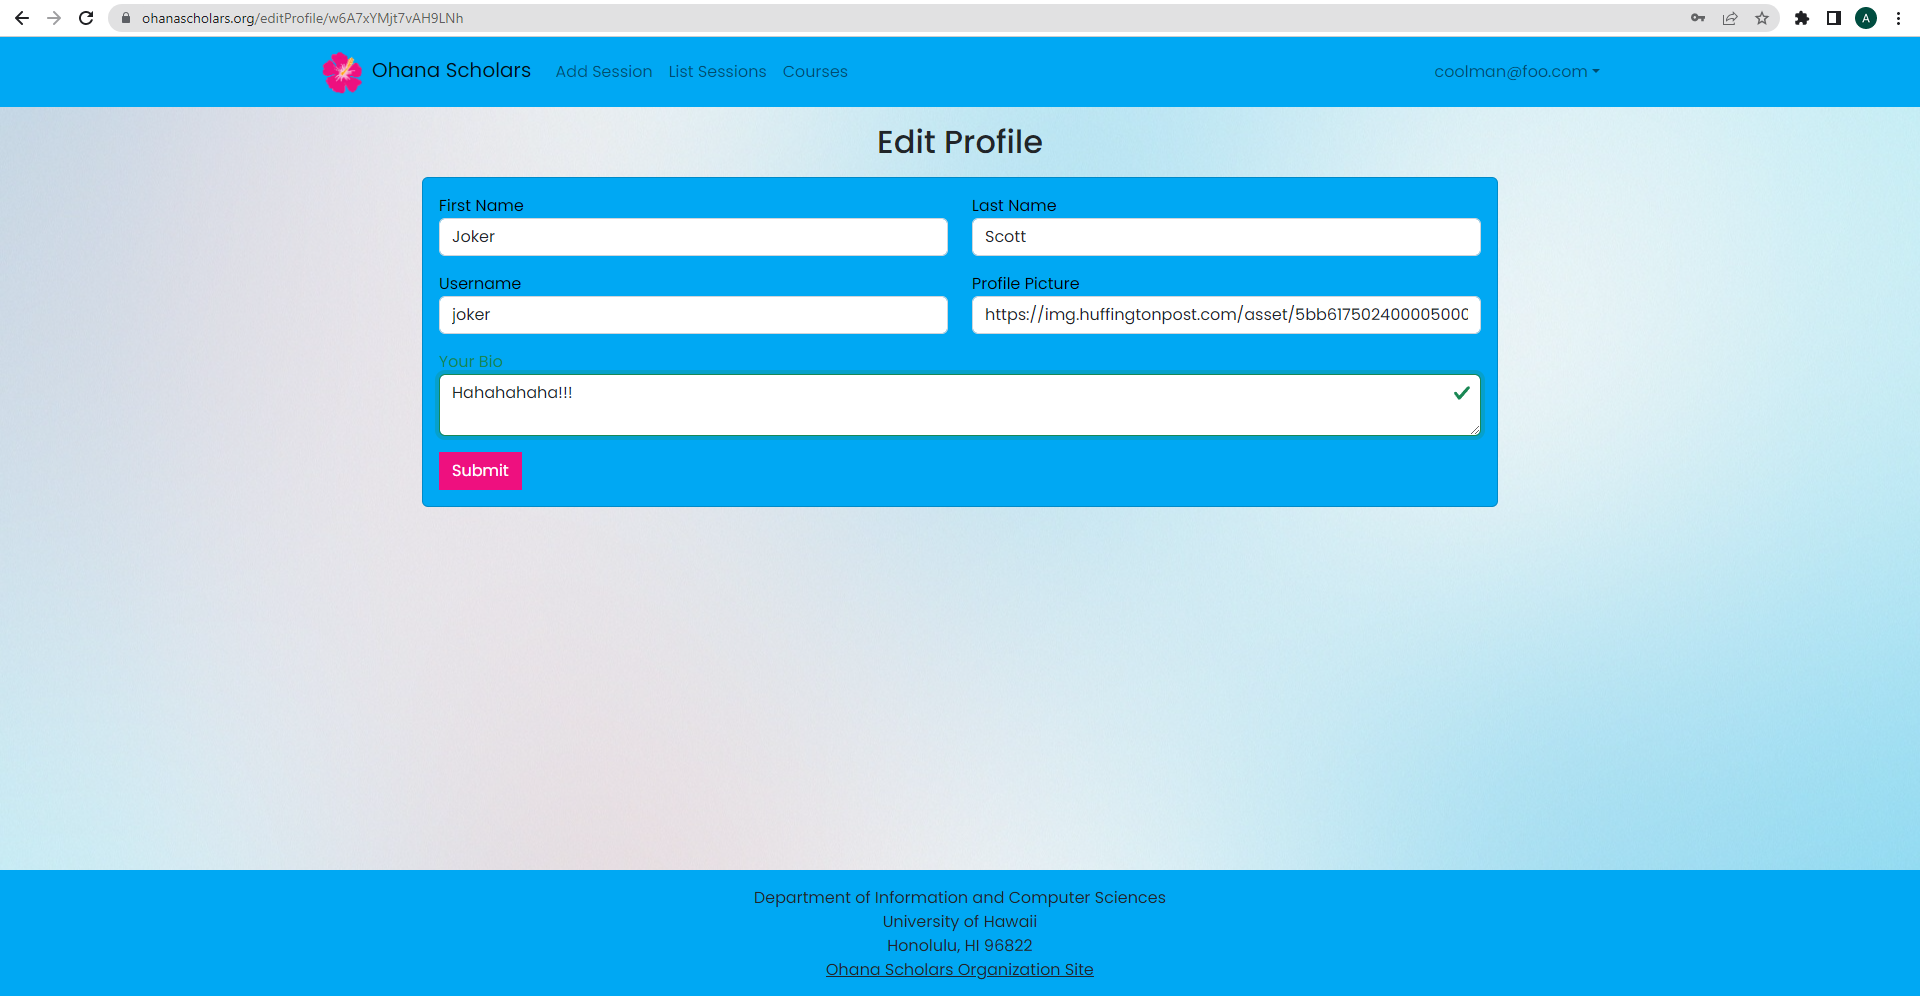 ohanascholars.org/editProfile/w6A7xYMjt7vAH9LNh
A
Ohana Scholars Add Session List Sessions Courses coolman@foo.com
Edit Profile
First Name Last Name
Joker Scott
Username Profile Picture
joker https://img.huffingtonpost.com/asset/5bb617502400005000
Your Bio
Hahahahaha!!!
Submit
Department of Information and Computer Sciences
University of Hawaii
Honolulu, HI 96822
Ohana Scholars Organization Site